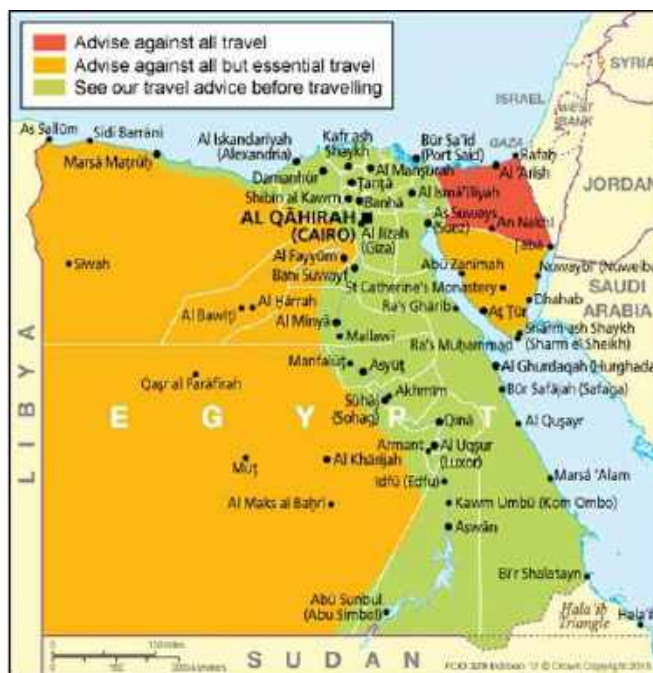 Advise against all travel
Advise against all but essential travel
See our travel advice before travelling
SYRIA
ISRAEL
WEST
BANK
GAZA
JORDAN
SAUDI
ARABIA
As Sallūm
Sīdī Barrānī
Marsá Maţrūḩ
Al Iskandarīyah
(Alexandria)
Kafr ash
Shaykh
Būr Sa'īd
(Port Said)
Rafaḩ
Al 'Arīsh
Damanhūr
Al Manşūrah
Ţanţā
Shibīn al Kawm
Banhā
Al Ismā'īlīyah
AL QĀHIRAH
(CAIRO)
Al Jīzah
(Giza)
As Suways
(Suez)
An Nakhl
Ţābā
Sīwah
Al Fayyūm
Banī Suwayf
Abū Zanīmah
Nuwaybi' (Nuweiba)
St Catherine's Monastery
Dhahab
Al Bawīţī
Al Ḩārrah
Ra's Ghārib
Aţ Ţūr
Sharm ash Shaykh
(Sharm el Sheikh)
Al Minyā
Mallawī
Ra's Muḩammad
Manfalūţ
Asyūţ
Al Ghurdaqah (Hurghada)
Qaşr al Farāfirah
Būr Safājah (Safaga)
Akhmīm
Sūhāj
(Sohag)
LIBYA
EGYPT
Qinā
Al Quşayr
Armant
Al Uqşur
(Luxor)
Mūţ
Al Khārijah
Idfū (Edfu)
Marsá 'Alam
Al Maks al Baḩrī
Kawm Umbū (Kom Ombo)
Aswān
Bi'r Shalatayn
Abū Sunbul
(Abu Simbel)
Hala'ib
Triangle
SUDAN